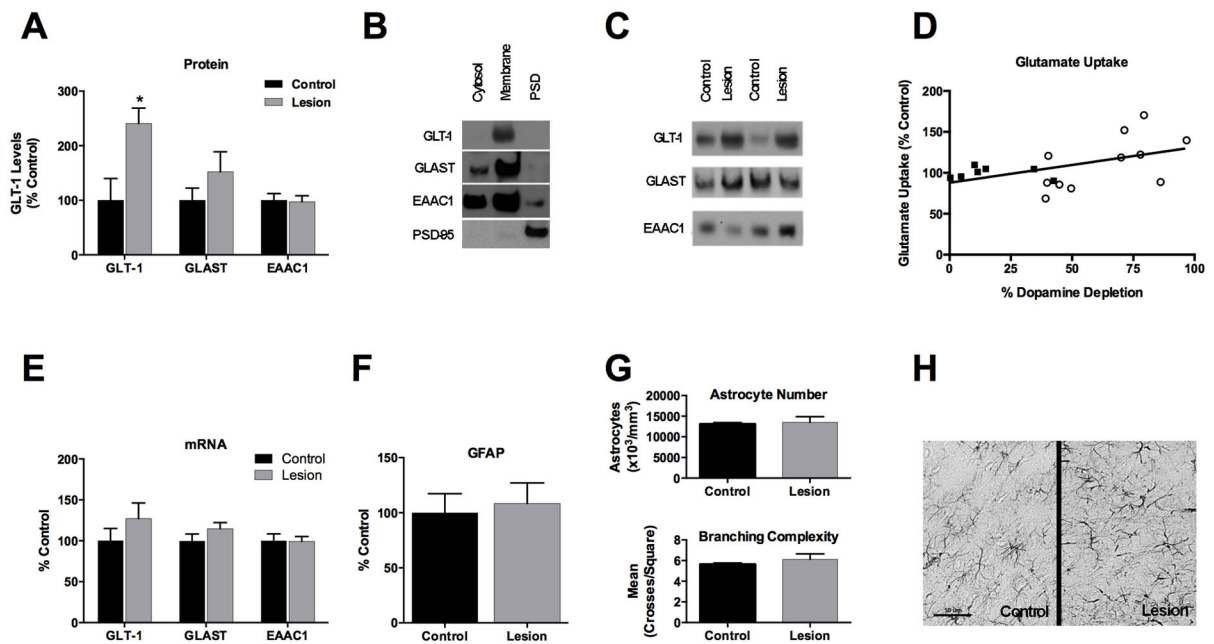 A
Protein
Control
Lesion
GLT-1 Levels
(% Control)
300
200
100
0
*
GLT-1 GLAST EAAC1
B
Cytosol
Membrane
PSD
GLT-1
GLAST
EAAC1
PSD-95
C
Control
Lesion
Control
Lesion
GLT-1
GLAST
EAAC1
D
Glutamate Uptake
Glutamate Uptake (% Control)
200
150
100
50
0
0 25 50 75 100
% Dopamine Depletion
E
mRNA
Control
Lesion
% Control
200
150
100
50
0
GLT-1 GLAST EAAC1
F
GFAP
% Control
150
100
50
0
Control Lesion
G
Astrocyte Number
Astrocytes
(x10³/mm³)
20000
15000
10000
5000
0
Control Lesion
Branching Complexity
Mean
(Crosses/Square)
8
6
4
2
0
Control Lesion
H
50 um
Control
Lesion